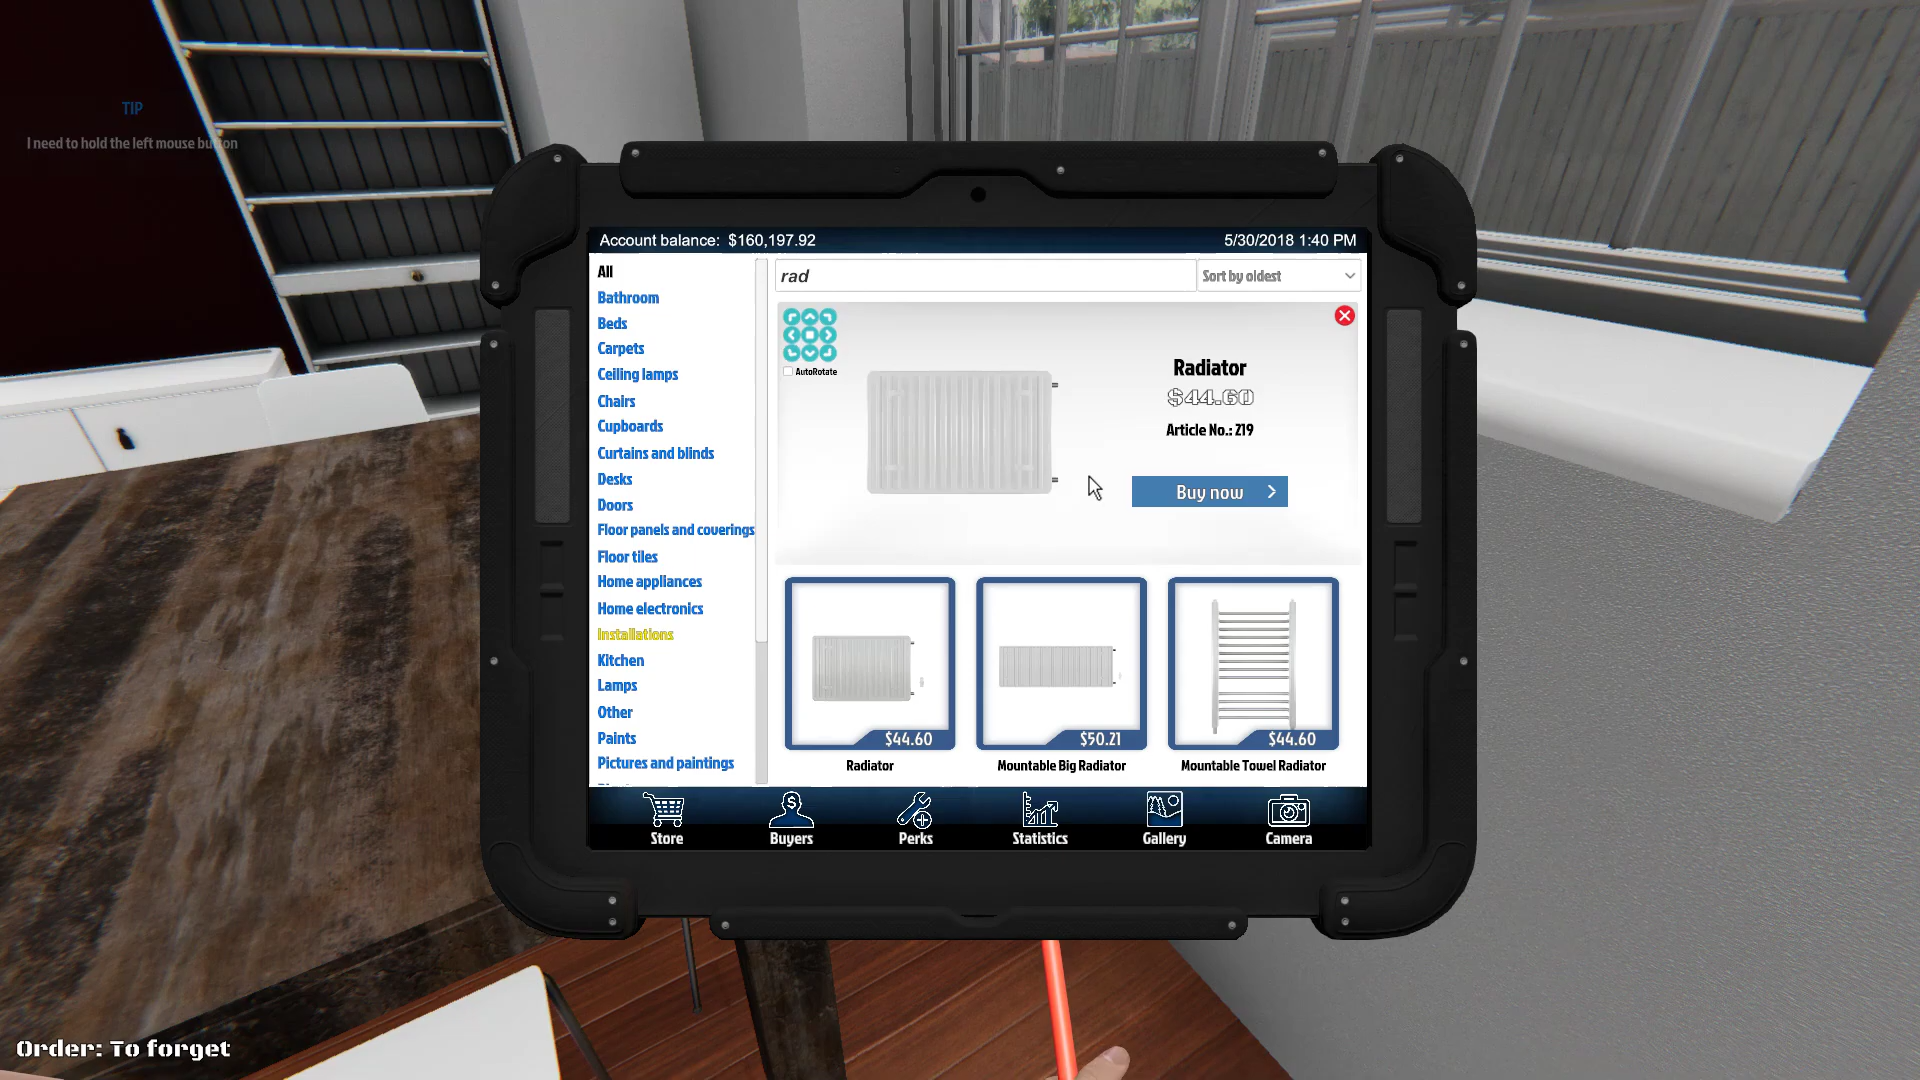 TIP
I need to hold the left mouse button
Account balance: $160,197.92
5/30/2018 1:40 PM
All
Bathroom
Beds
Carpets
Ceiling lamps
Chairs
Cupboards
Curtains and blinds
Desks
Doors
Floor panels and coverings
Floor tiles
Home appliances
Home electronics
Installations
Kitchen
Lamps
Other
Paints
Pictures and paintings
rad
Sort by oldest
AutoRotate
Radiator
$44.60
Article No.: Z19
Buy now
$44.60
Radiator
$50.21
Mountable Big Radiator
$44.60
Mountable Towel Radiator
Store
Buyers
Perks
Statistics
Gallery
Camera
Order: To forget